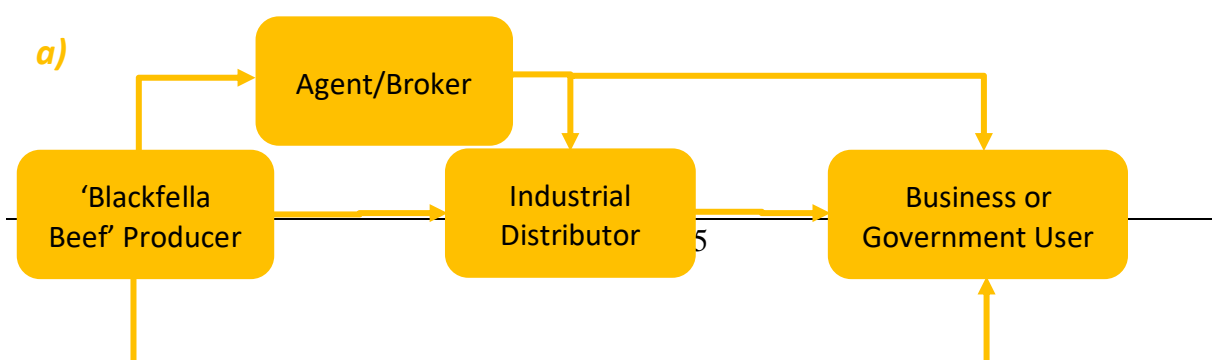 a)
Agent/Broker
‘Blackfella
Beef’ Producer
Industrial
Distributor
Business or
Government User
5